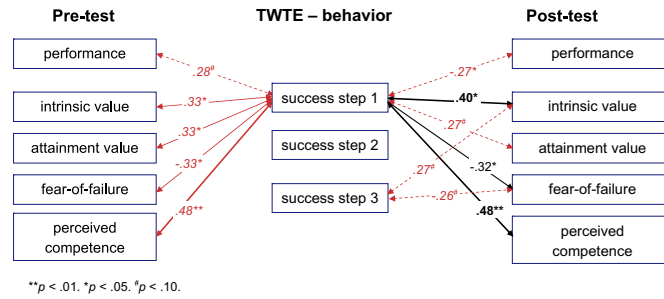 Pre-test TWTE – behavior Post-test
performance .28# -.27* performance
intrinsic value .33* success step 1 .40* intrinsic value
attainment value .33* success step 2 .27# attainment value
fear-of-failure -.33* success step 3 .27# -.26# -.32* fear-of-failure
perceived competence .48** .48** perceived competence
**p < .01. *p < .05. #p < .10.